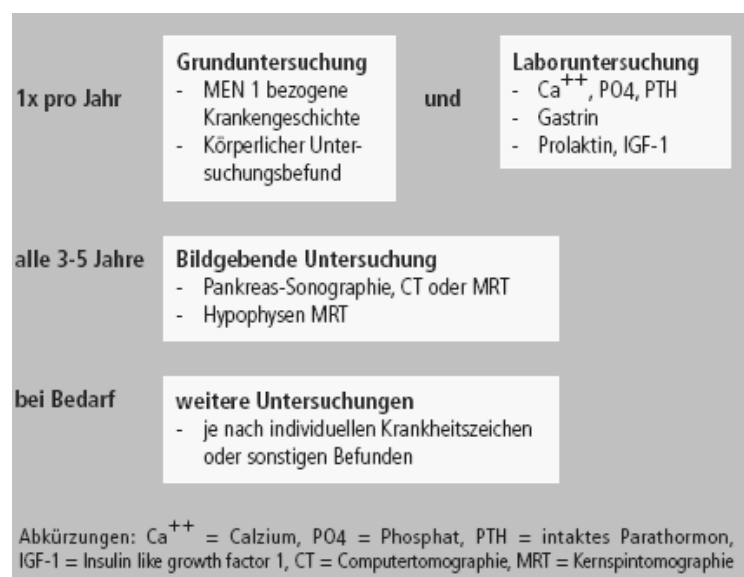 1x pro Jahr
Grunduntersuchung
- MEN 1 bezogene
Krankengeschichte
- Körperlicher Unter-
suchungsbefund
und
Laboruntersuchung
- Ca++, PO4, PTH
- Gastrin
- Prolaktin, IGF-1
alle 3-5 Jahre
Bildgebende Untersuchung
- Pankreas-Sonographie, CT oder MRT
- Hypophysen MRT
bei Bedarf
weitere Untersuchungen
- je nach individuellen Krankheitszeichen
oder sonstigen Befunden
Abkürzungen: Ca++ = Calzium, PO4 = Phosphat, PTH = intaktes Parathormon,
IGF-1 = Insulin like growth factor 1, CT = Computertomographie, MRT = Kernspintomographie